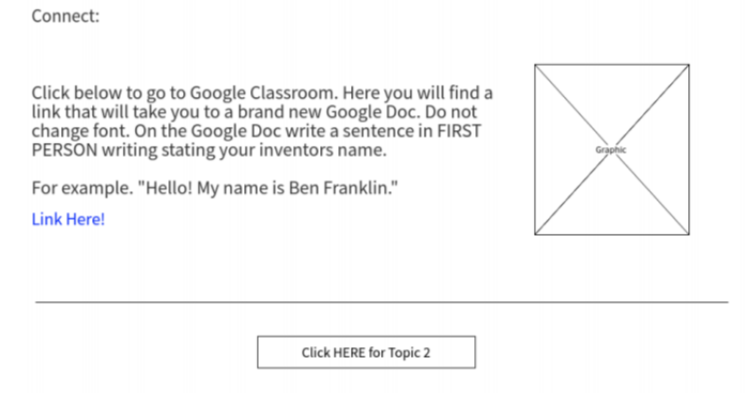 Connect:
Click below to go to Google Classroom. Here you will find a
link that will take you to a brand new Google Doc. Do not
change font. On the Google Doc write a sentence in FIRST
PERSON writing stating your inventors name.
For example. "Hello! My name is Ben Franklin."
Link Here!
Graphic
Click HERE for Topic 2